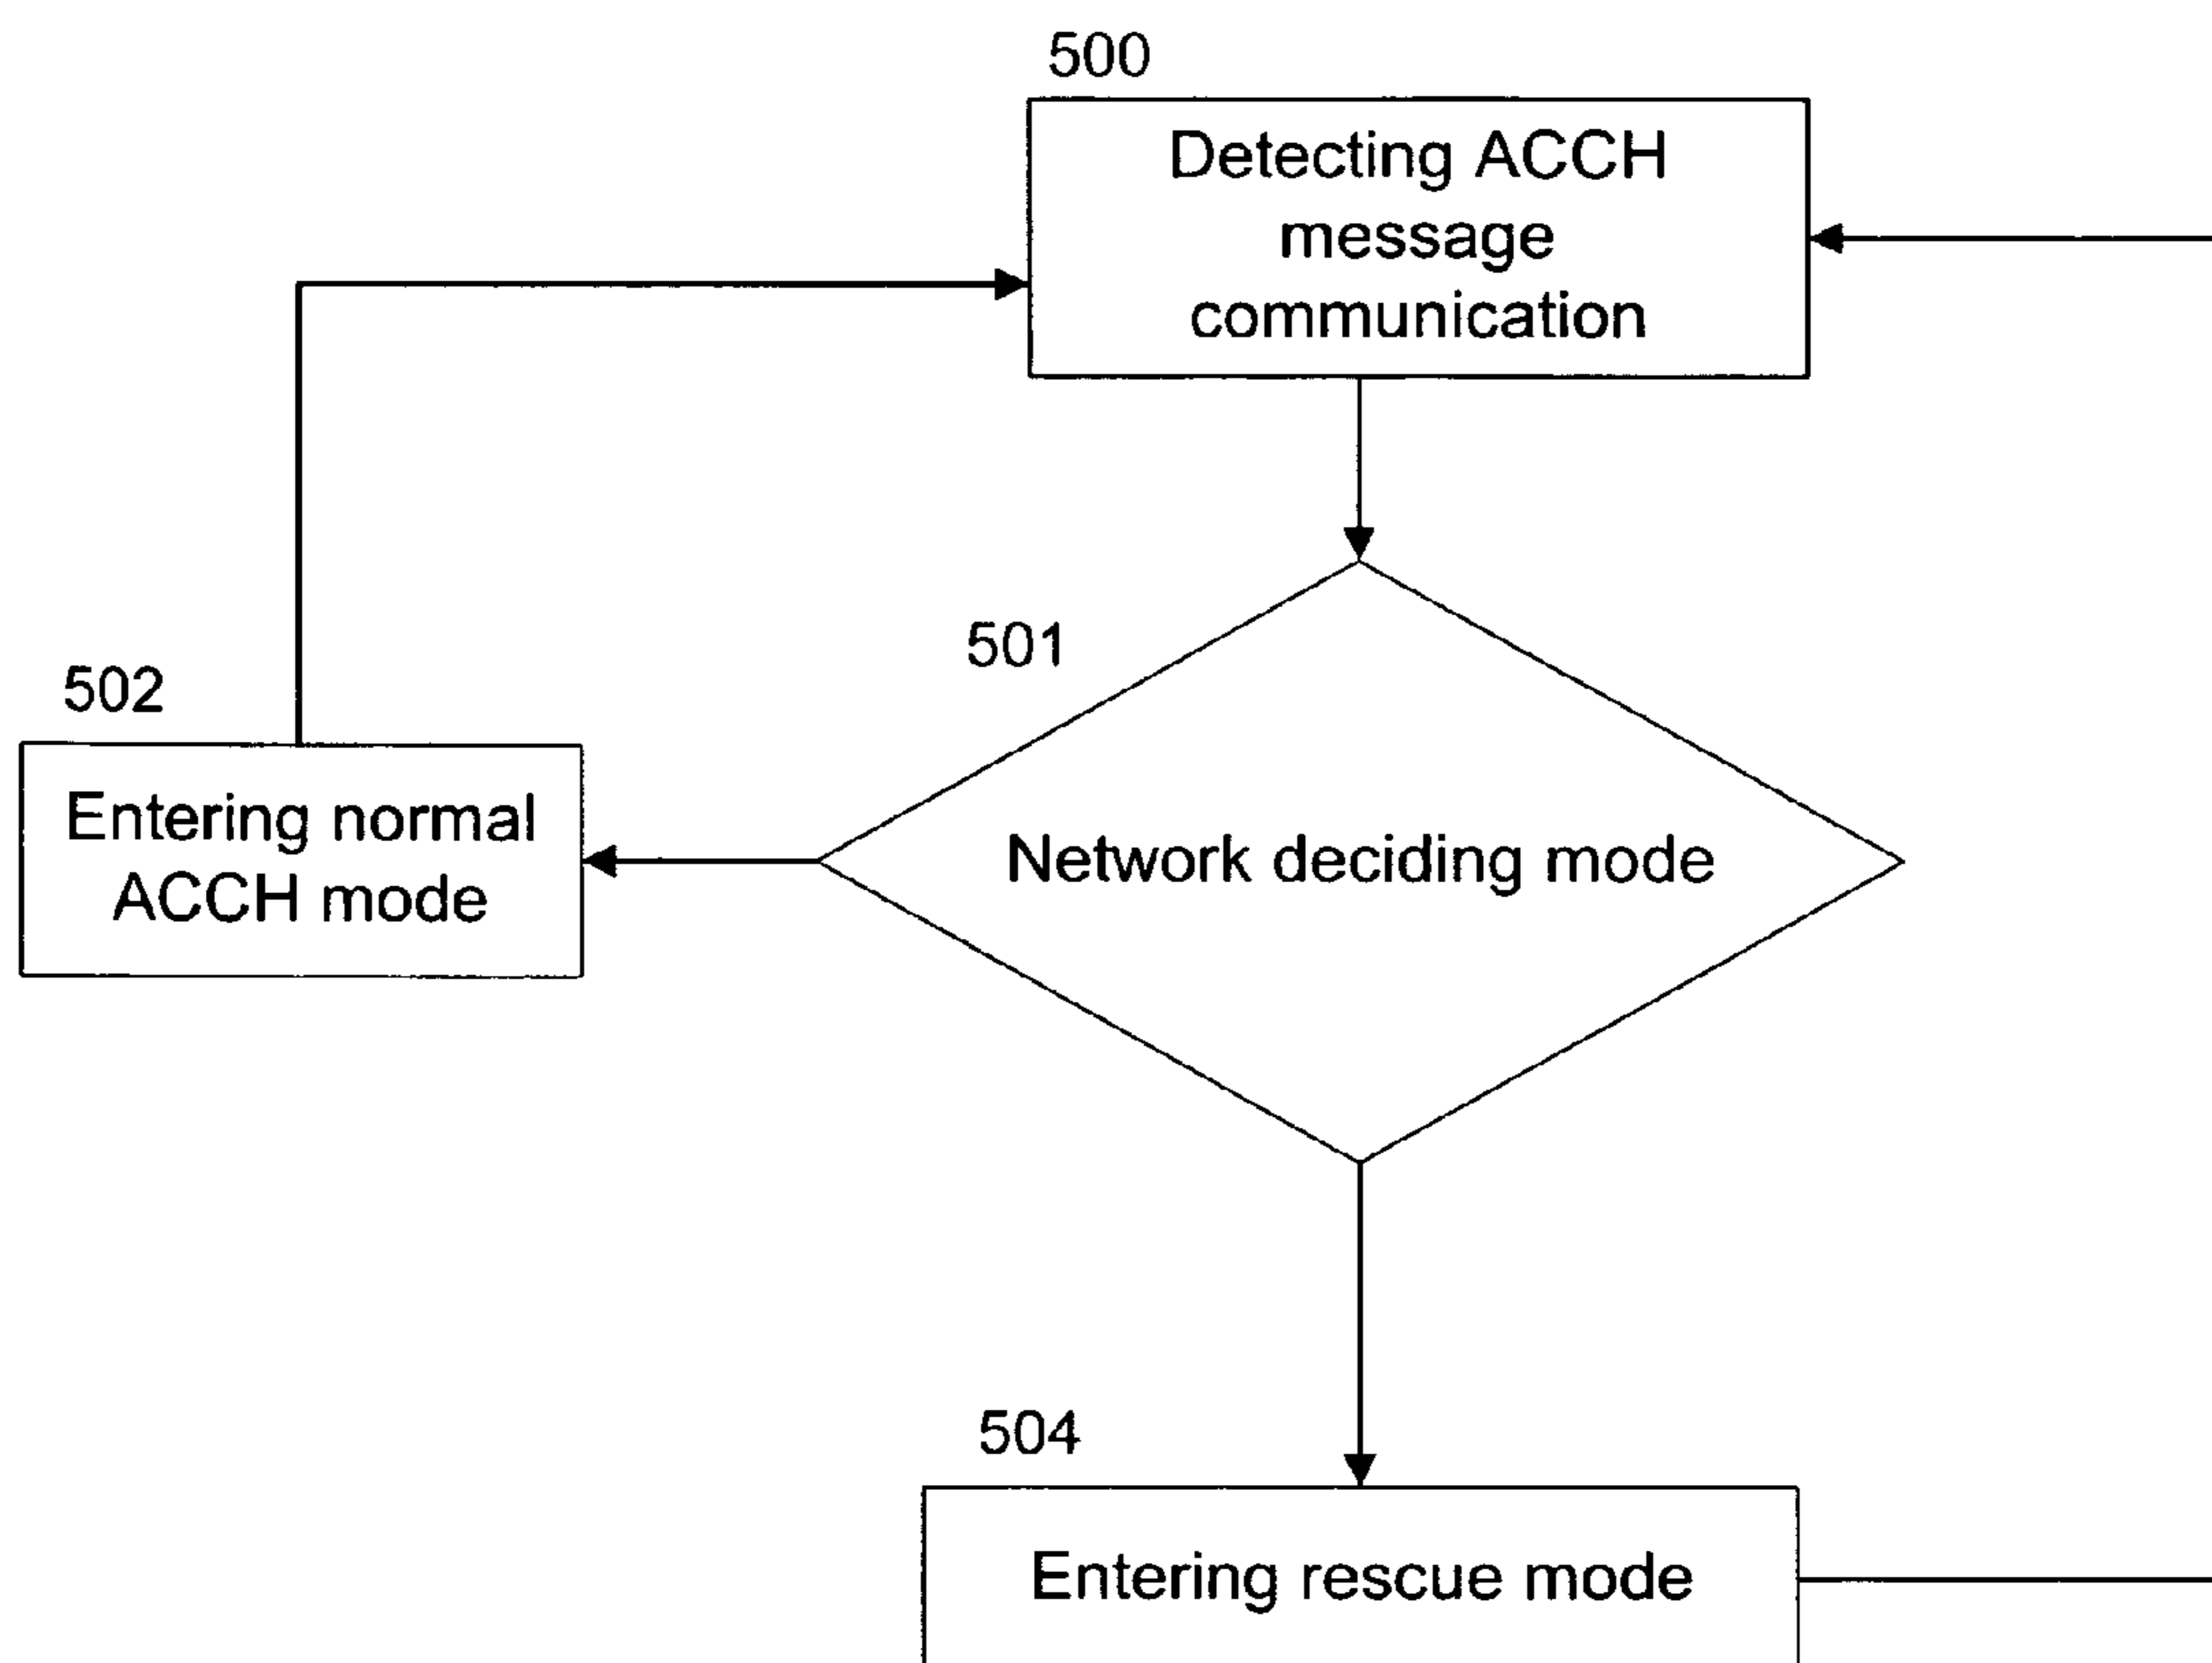 500
Detecting ACCH
message
communication
501
502
Entering normal
ACCH mode
Network deciding mode
504
Entering rescue mode